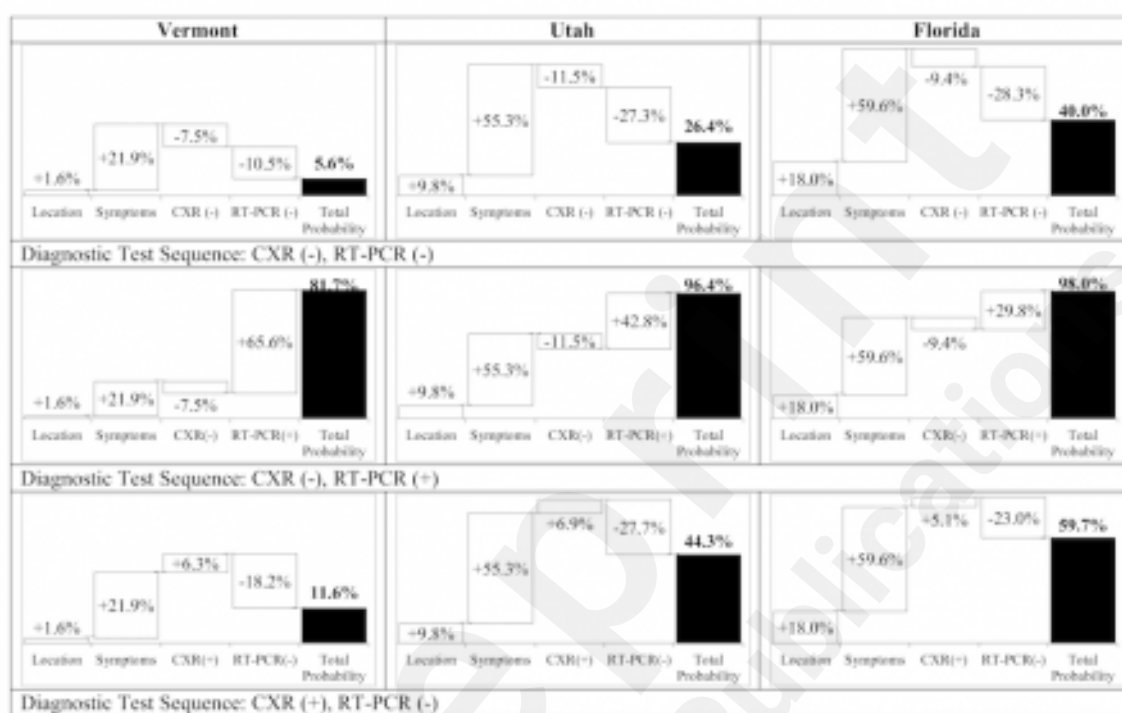 Vermont Utah Florida
+1.6% +21.9% -7.5% -10.5% 5.6%
Location Symptoms CXR (-) RT-PCR (-) Total Probability
+9.8% +55.3% -11.5% -27.3% 26.4%
Location Symptoms CXR (-) RT-PCR (-) Total Probability
+18.0% +59.6% -9.4% -28.3% 40.0%
Location Symptoms CXR (-) RT-PCR (-) Total Probability
Diagnostic Test Sequence: CXR (-), RT-PCR (-)
+1.6% +21.9% -7.5% +65.6% 81.7%
Location Symptoms CXR(-) RT-PCR(+) Total Probability
+9.8% +55.3% -11.5% +42.8% 96.4%
Location Symptoms CXR(-) RT-PCR(+) Total Probability
+18.0% +59.6% -9.4% +29.8% 98.0%
Location Symptoms CXR(-) RT-PCR(+) Total Probability
Diagnostic Test Sequence: CXR (-), RT-PCR (+)
+1.6% +21.9% +6.3% -18.2% 11.6%
Location Symptoms CXR(+) RT-PCR(-) Total Probability
+9.8% +55.3% +6.9% -27.7% 44.3%
Location Symptoms CXR(+) RT-PCR(-) Total Probability
+18.0% +59.6% +5.1% -23.0% 59.7%
Location Symptoms CXR(+) RT-PCR(-) Total Probability
Diagnostic Test Sequence: CXR (+), RT-PCR (-)
eprint
ublications